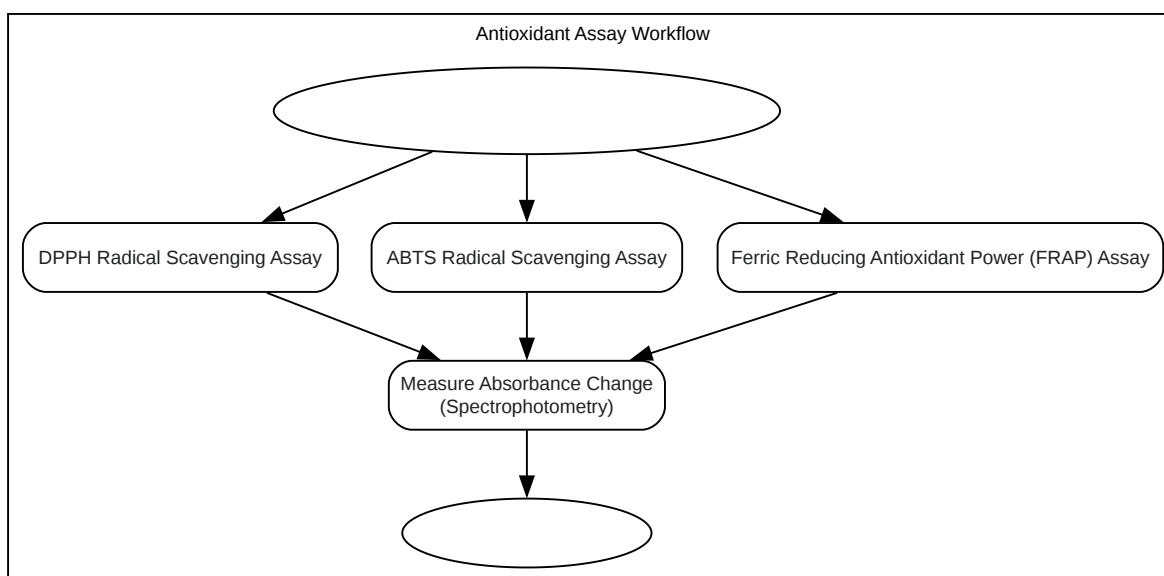 Antioxidant Assay Workflow
DPPH Radical Scavenging Assay
ABTS Radical Scavenging Assay
Ferric Reducing Antioxidant Power (FRAP) Assay
Measure Absorbance Change
(Spectrophotometry)